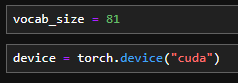 vocab_size = 81
device = torch.device("cuda")